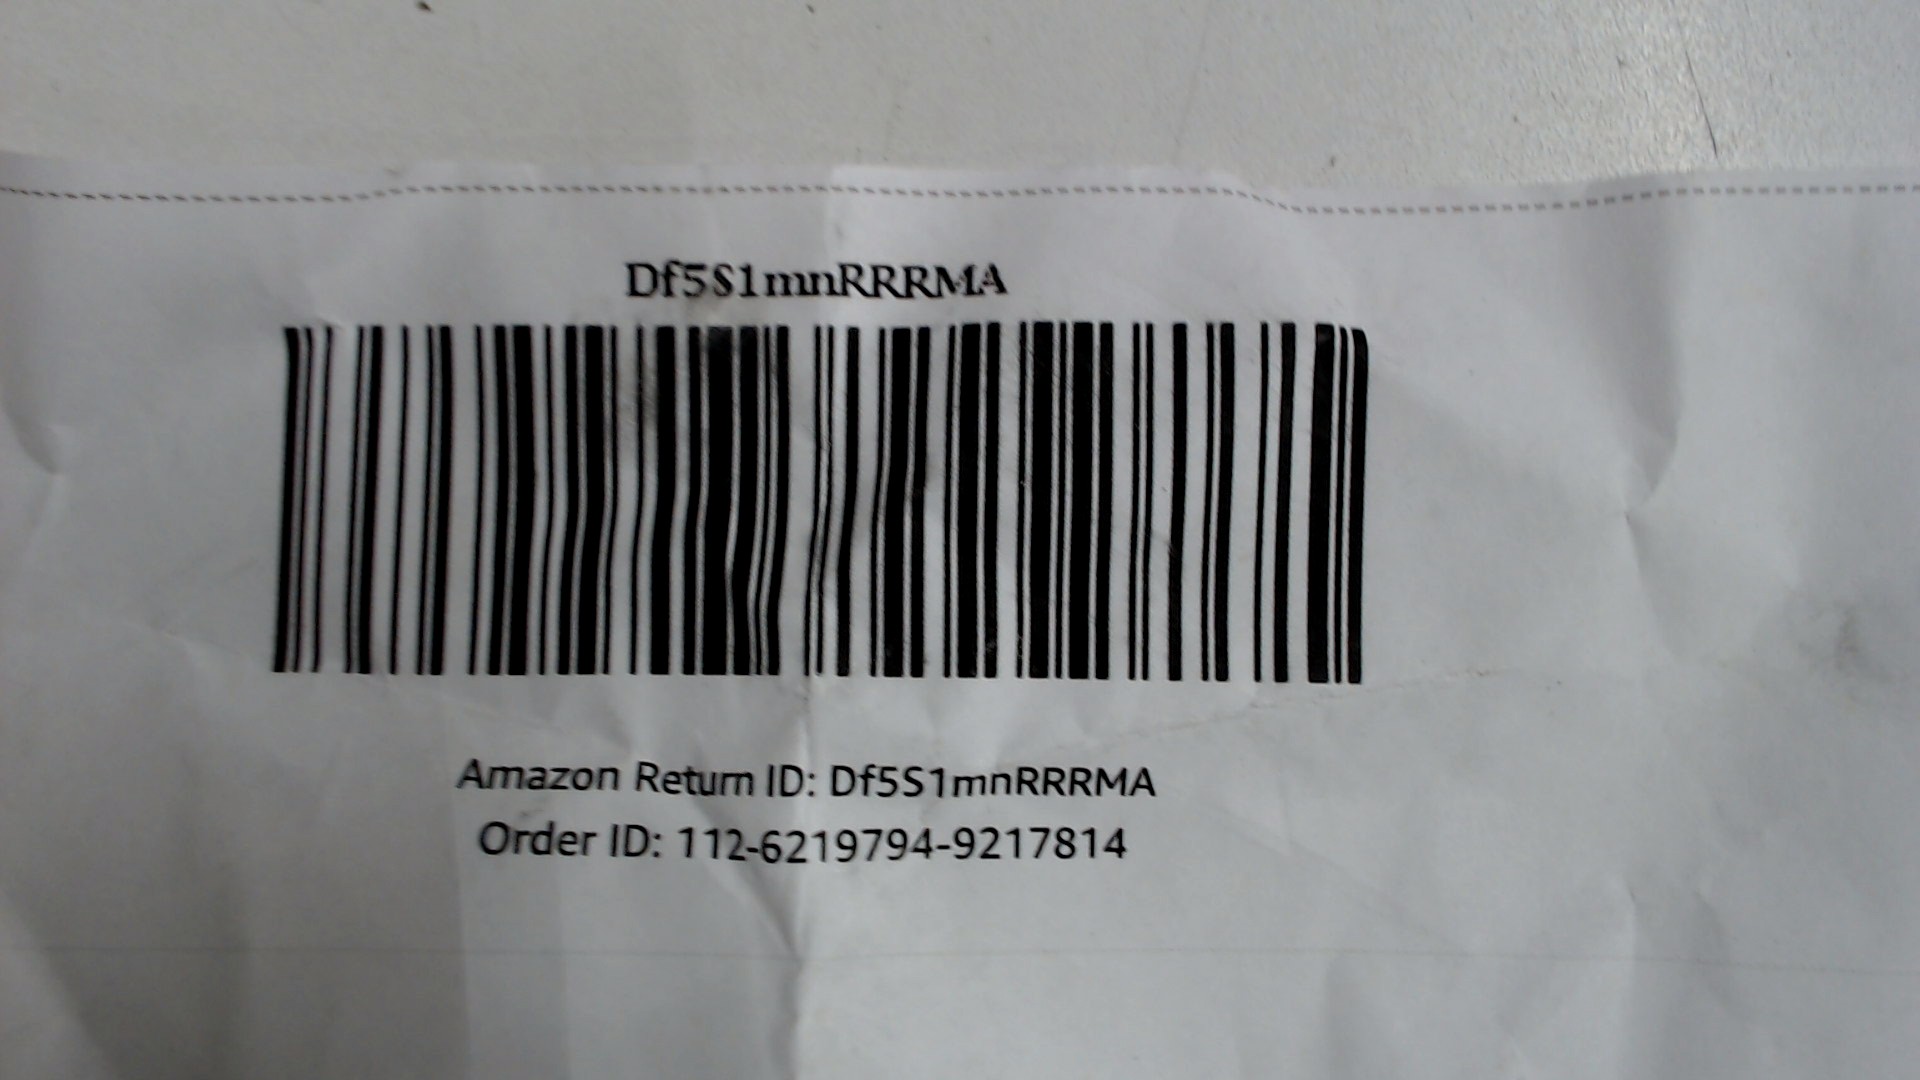 Df5S1mnRRRMA
Amazon Return ID: Df5S1mnRRRMA
Order ID: 112-6219794-9217814